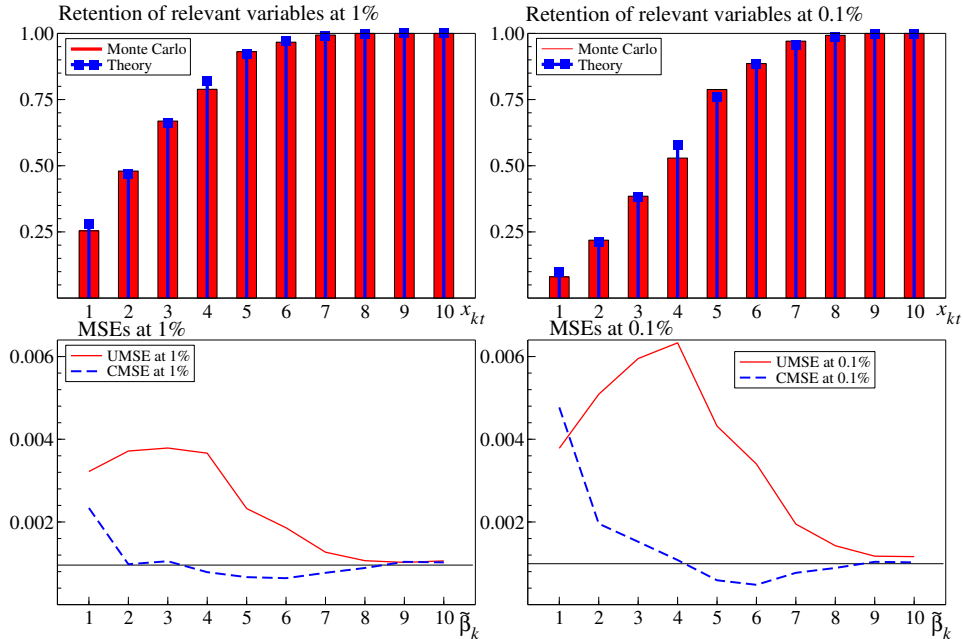 Retention of relevant variables at 1%
1.00
Monte Carlo
Theory
0.75
0.50
0.25
1 2 3 4 5 6 7 8 9 10 x_{kt}
Retention of relevant variables at 0.1%
1.00
Monte Carlo
Theory
0.75
0.50
0.25
1 2 3 4 5 6 7 8 9 10 x_{kt}
MSEs at 1%
0.006
UMSE at 1%
CMSE at 1%
0.004
0.002
1 2 3 4 5 6 7 8 9 10 β̃_k
MSEs at 0.1%
0.006
UMSE at 0.1%
CMSE at 0.1%
0.004
0.002
1 2 3 4 5 6 7 8 9 10 β̃_k